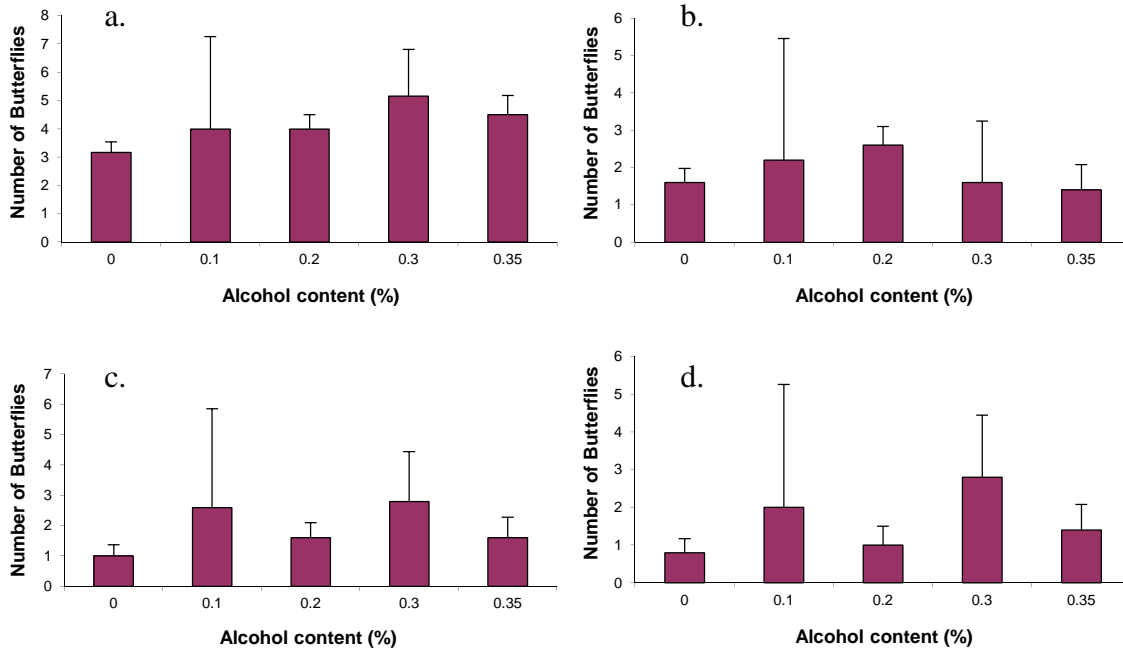 a.
Number of Butterflies
8
7
6
5
4
3
2
1
0
0 0.1 0.2 0.3 0.35
Alcohol content (%)
b.
Number of Butterflies
6
5
4
3
2
1
0
0 0.1 0.2 0.3 0.35
Alcohol content (%)
c.
Number of Butterflies
7
6
5
4
3
2
1
0
0 0.1 0.2 0.3 0.35
Alcohol content (%)
d.
Number of Butterflies
6
5
4
3
2
1
0
0 0.1 0.2 0.3 0.35
Alcohol content (%)